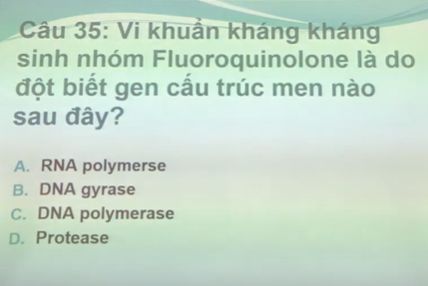 Câu 35: Vi khuẩn kháng kháng
sinh nhóm Fluoroquinolone là do
đột biết gen cấu trúc men nào
sau đây?
A. RNA polymerse
B. DNA gyrase
C. DNA polymerase
D. Protease